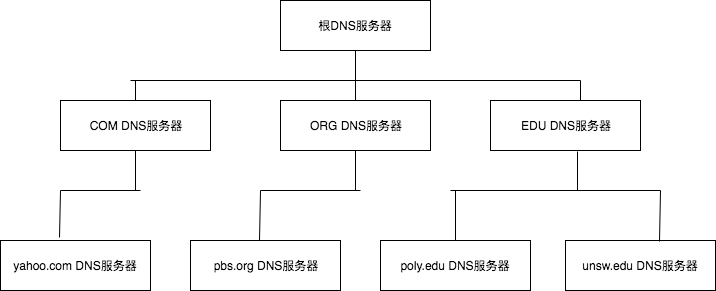 根DNS服务器
COM DNS服务器
ORG DNS服务器
EDU DNS服务器
yahoo.com DNS服务器
pbs.org DNS服务器
poly.edu DNS服务器
unsw.edu DNS服务器